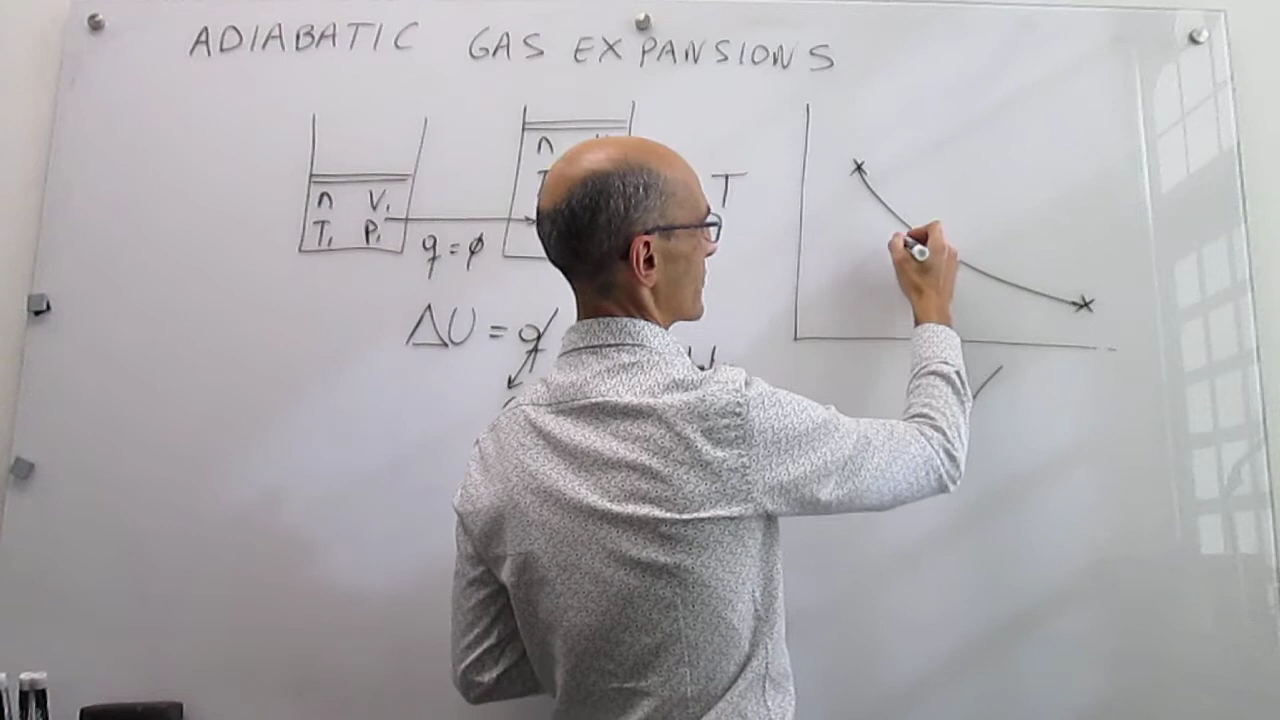 ADIABATIC GAS EXPANSIONS
n V₁
T₁ P₁
q = ϕ
n
T
ΔU = q